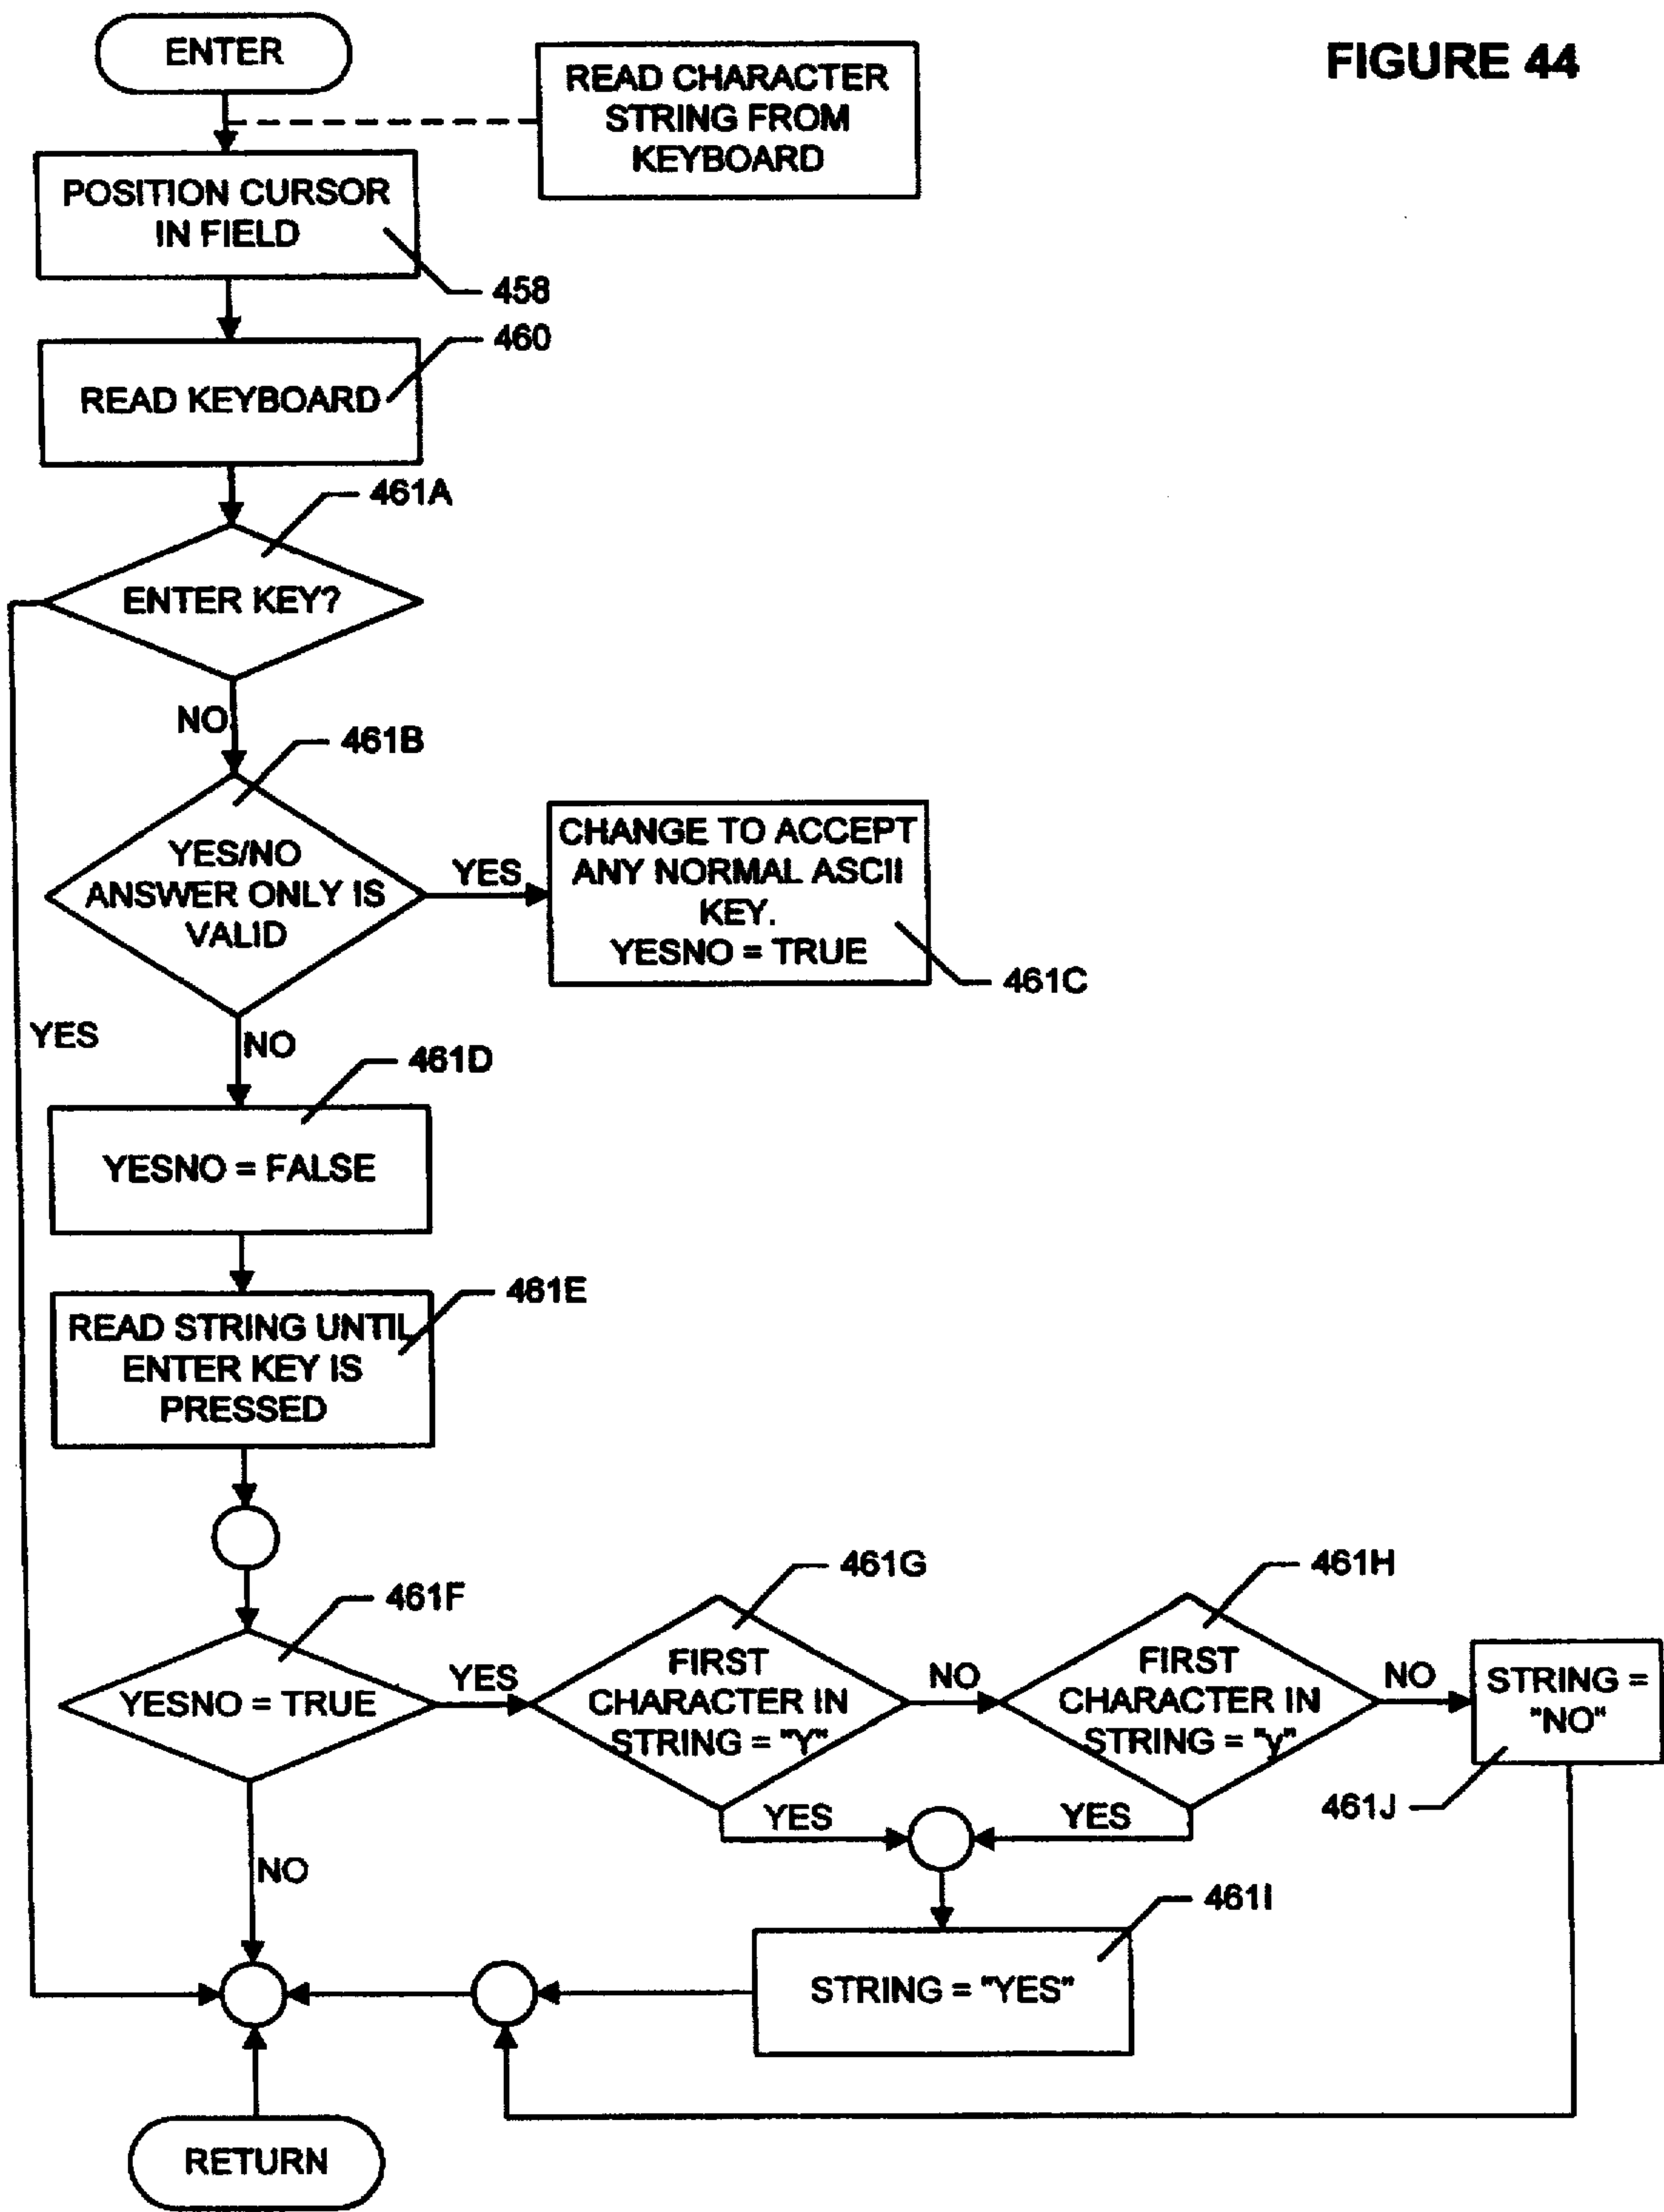 FIGURE 44
ENTER
READ CHARACTER
STRING FROM
KEYBOARD
POSITION CURSOR
IN FIELD
458
460
READ KEYBOARD
461A
ENTER KEY?
NO
461B
YES/NO
ANSWER ONLY IS
VALID
YES
CHANGE TO ACCEPT
ANY NORMAL ASCII
KEY.
YESNO = TRUE
461C
YES
NO
461D
YESNO = FALSE
461E
READ STRING UNTIL
ENTER KEY IS
PRESSED
461F
YESNO = TRUE
YES
461G
FIRST
CHARACTER IN
STRING = "Y"
NO
461H
FIRST
CHARACTER IN
STRING = "y"
NO
STRING =
"NO"
461J
YES
YES
NO
461I
STRING = "YES"
RETURN